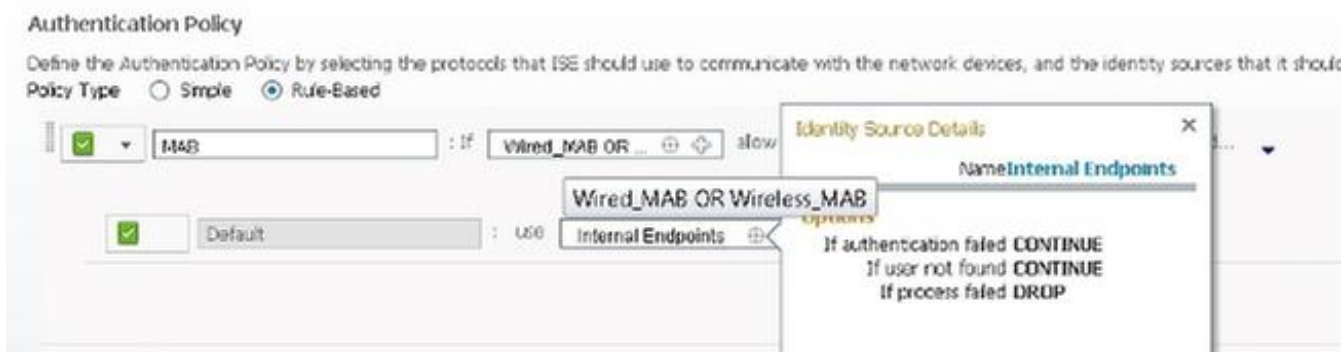 Authentication Policy
Define the Authentication Policy by selecting the protocols that ISE should use to communicate with the network devices, and the identity sources that it should
Policy Type Simple Rule-Based
MAB : If Wired_MAB OR ... allow
Identity Source Details
Name Internal Endpoints
Wired_MAB OR Wireless_MAB
Default : use Internal Endpoints
Options
If authentication failed CONTINUE
If user not found CONTINUE
If process failed DROP